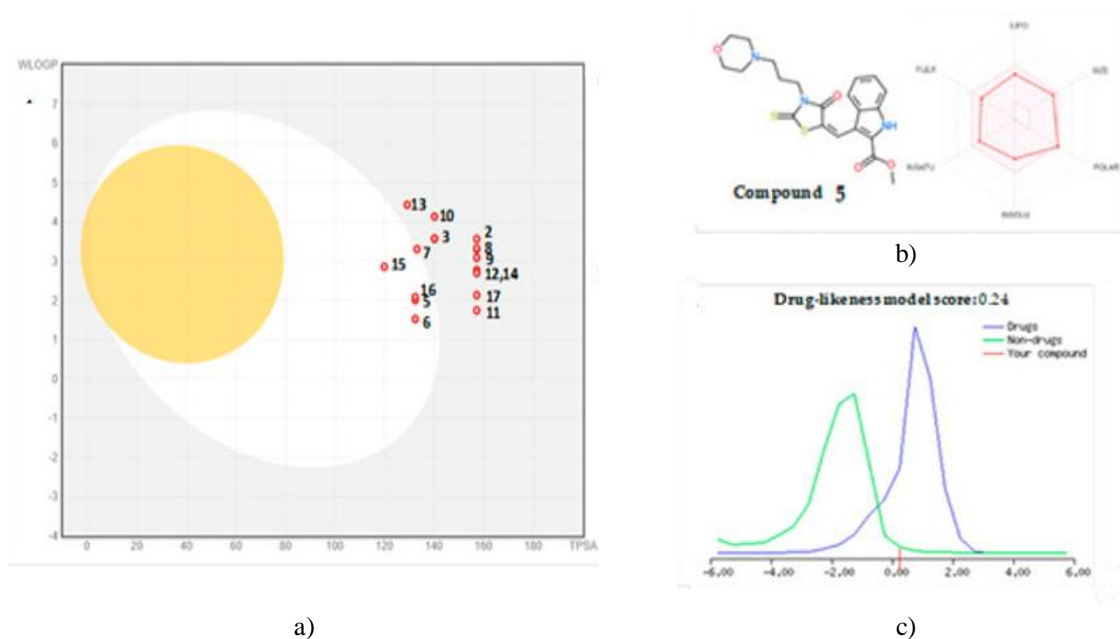 WLOGP
7
6
5
4
3
2
1
0
-1
-2
-3
-4
0 20 40 60 80 100 120 140 160 180 TPSA
13
10
3
2
7
8
9
15
12,14
16
5
17
6
11
a)
O
N
N
O
S
S
NH
O
O
Compound 5
LIPO
SIZE
POLAR
INSOLU
INSATU
FLEX
b)
Drug-likeness model score:0.24
Drugs
Non-drugs
Your compound
-6.00 -4.00 -2.00 0.00 2.00 4.00 6.00
c)